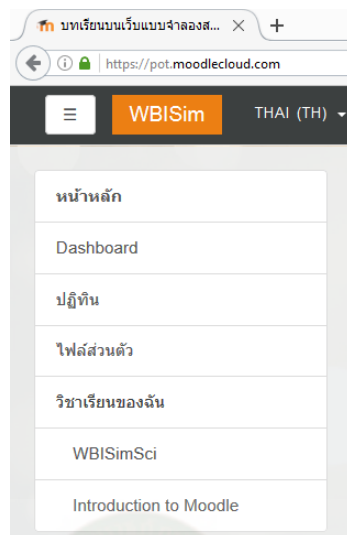 บทเรียนบนเว็บแบบจำลองส...
https://pot.moodlecloud.com
WBISim THAI (TH)
หน้าหลัก
Dashboard
ปฏิทิน
ไฟล์ส่วนตัว
วิชาเรียนของฉัน
WBISimSci
Introduction to Moodle